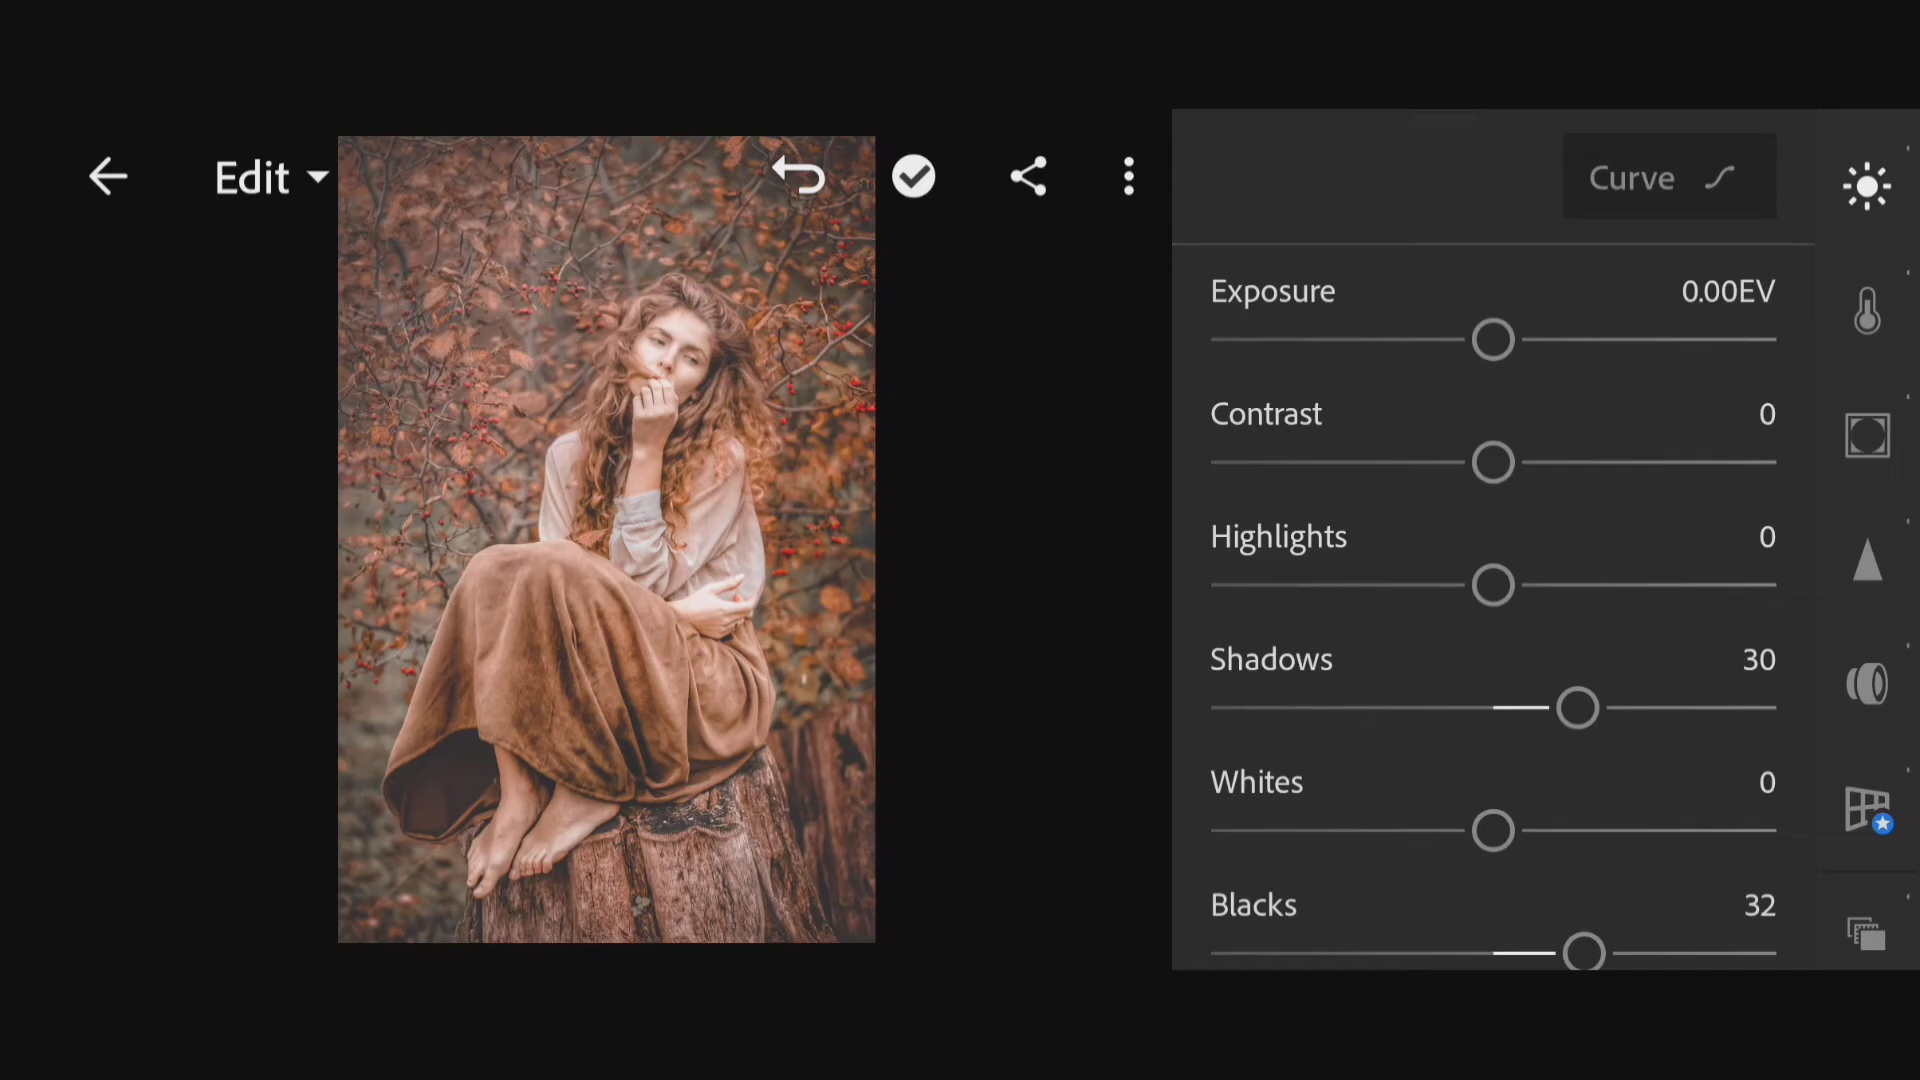 Edit
Curve
Exposure 0.00EV
Contrast 0
Highlights 0
Shadows 30
Whites 0
Blacks 32